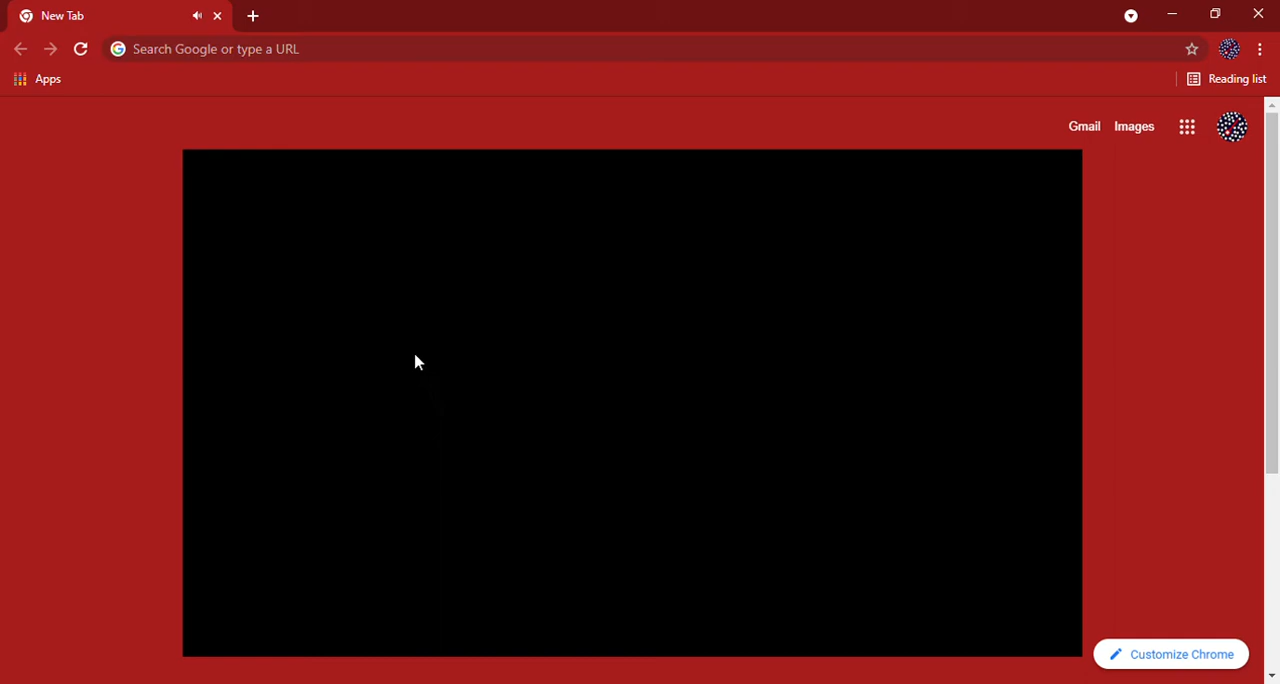 New Tab
Search Google or type a URL
Apps
Reading list
Gmail Images
Customize Chrome